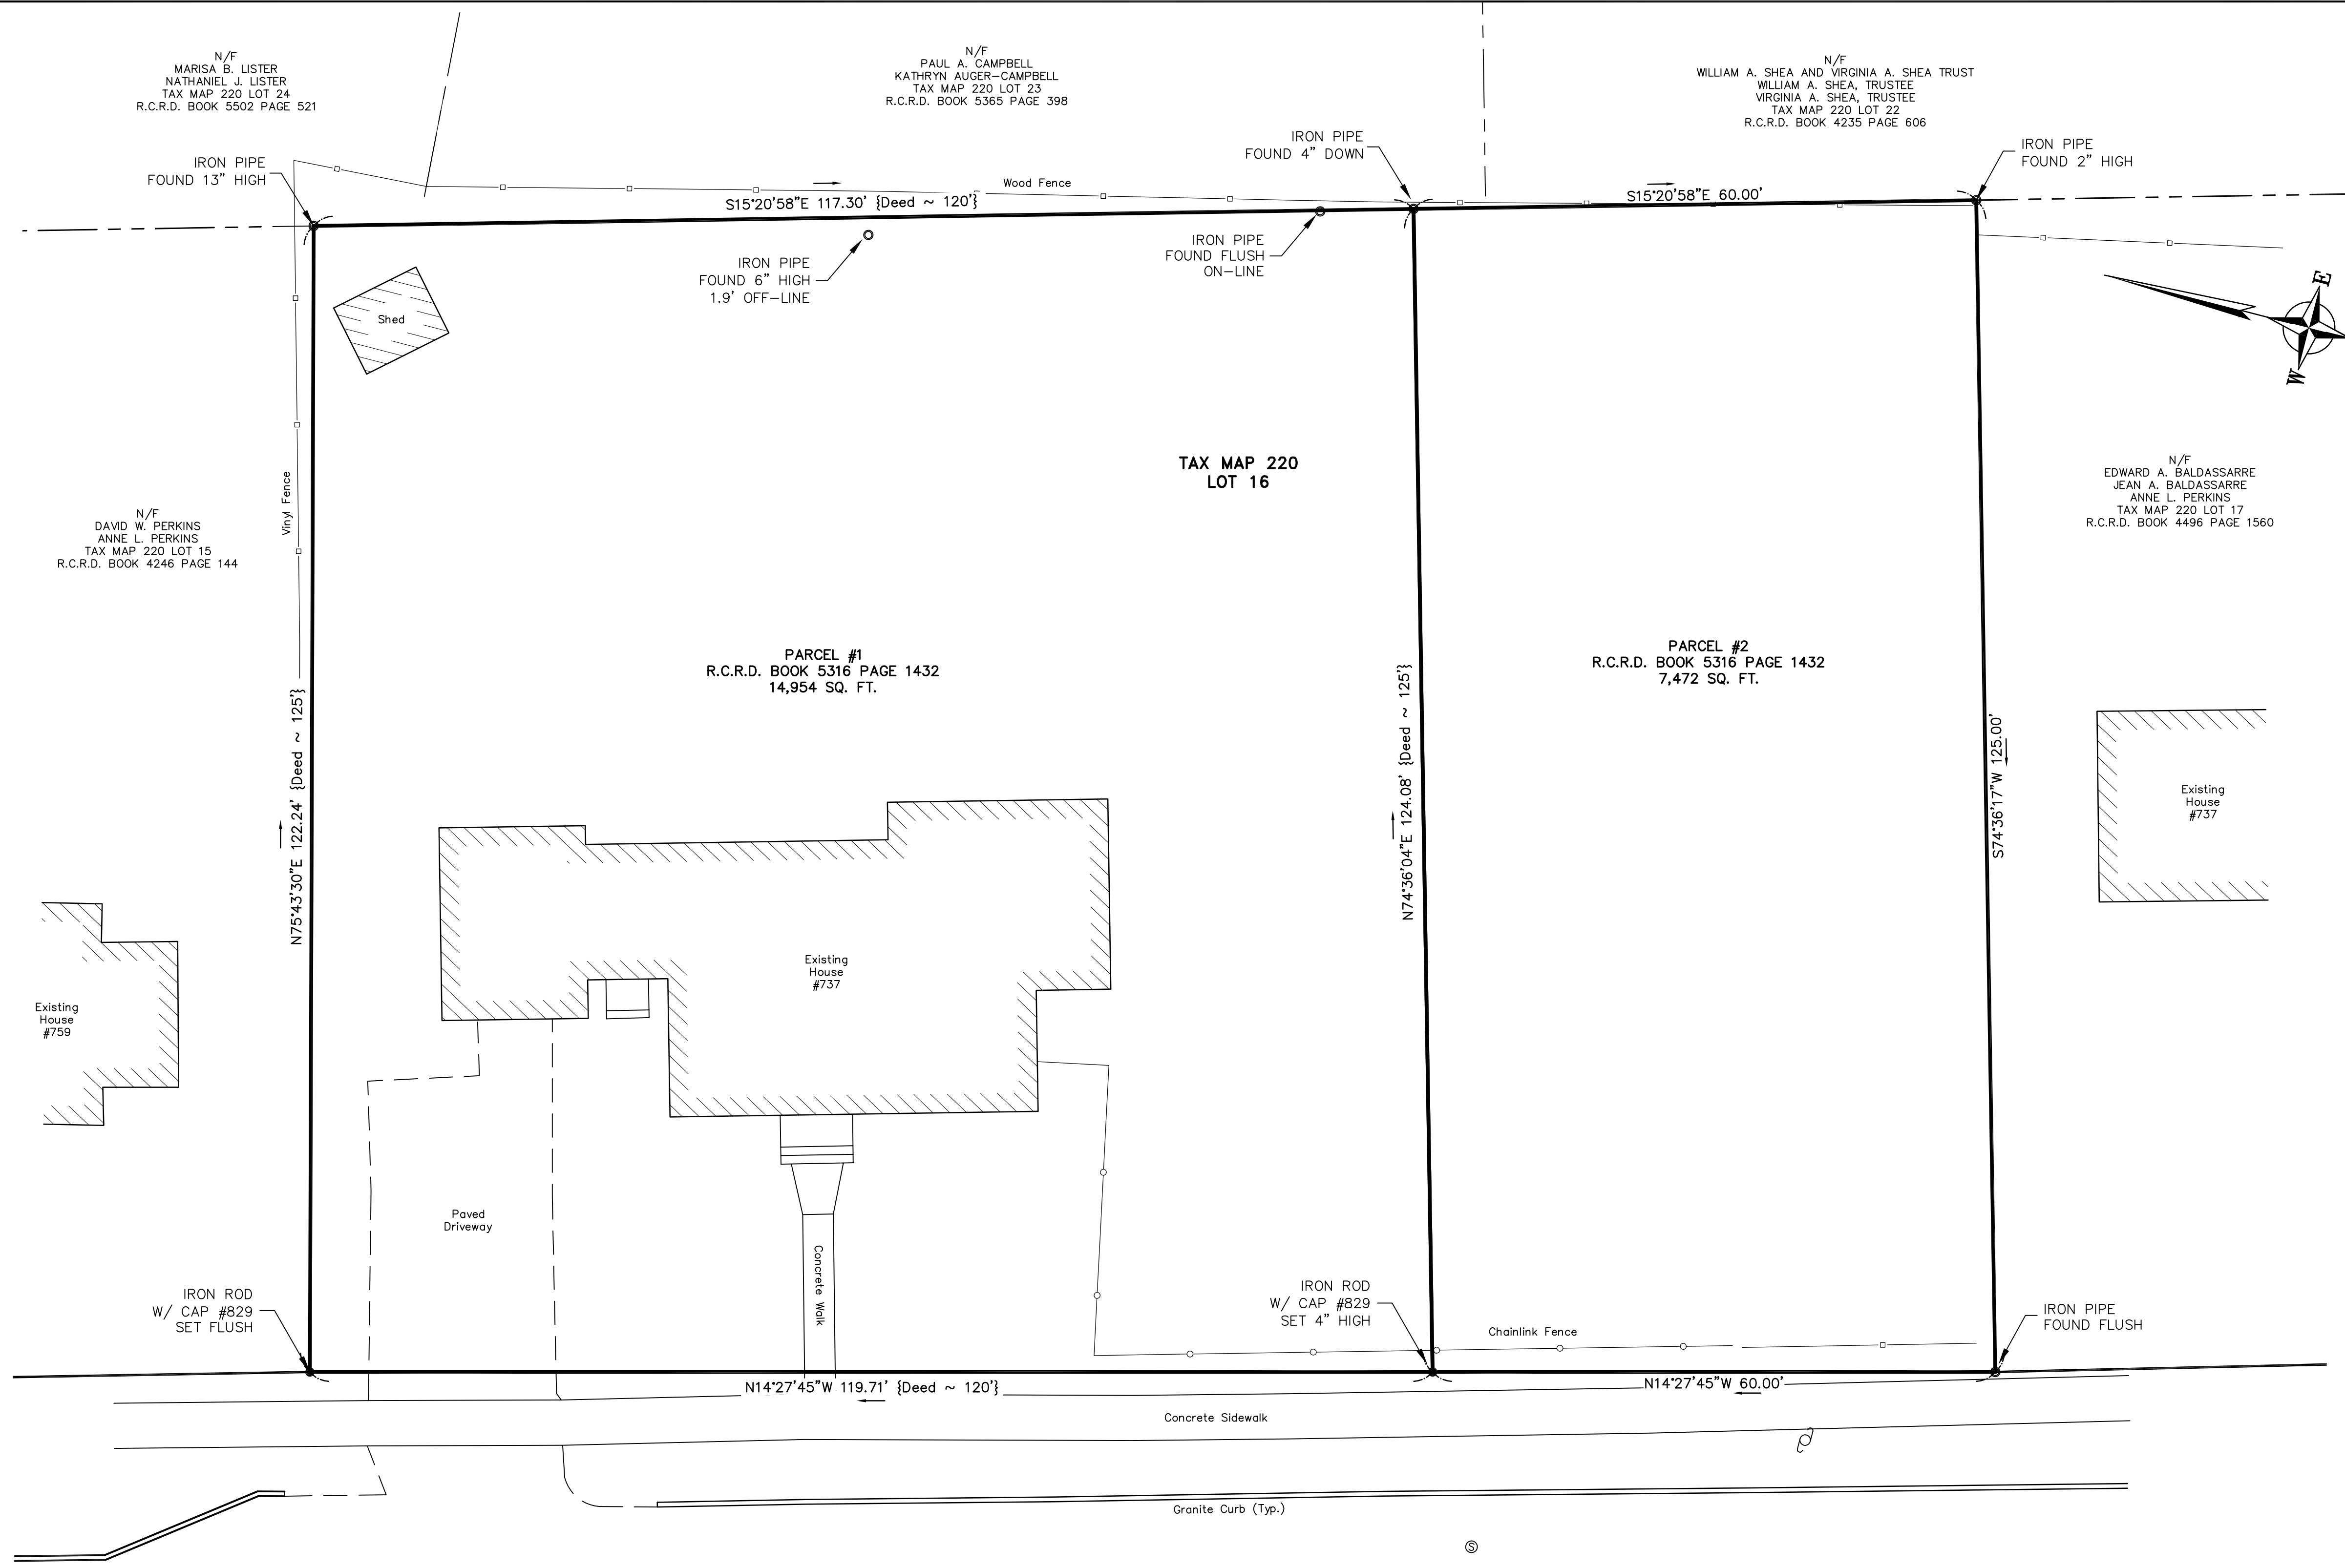 N/F
MARISA B. LISTER
NATHANIEL J. LISTER
TAX MAP 220 LOT 24
R.C.R.D. BOOK 5502 PAGE 521
N/F
PAUL A. CAMPBELL
KATHRYN AUGER-CAMPBELL
TAX MAP 220 LOT 23
R.C.R.D. BOOK 5365 PAGE 398
N/F
WILLIAM A. SHEA AND VIRGINIA A. SHEA TRUST
WILLIAM A. SHEA, TRUSTEE
VIRGINIA A. SHEA, TRUSTEE
TAX MAP 220 LOT 22
R.C.R.D. BOOK 4235 PAGE 606
IRON PIPE
FOUND 13" HIGH
IRON PIPE
FOUND 4" DOWN
IRON PIPE
FOUND 2" HIGH
Wood Fence
S15°20'58"E 117.30' {Deed ~ 120'}
S15°20'58"E 60.00'
IRON PIPE
FOUND 6" HIGH
1.9' OFF-LINE
IRON PIPE
FOUND FLUSH
ON-LINE
E
W
Shed
TAX MAP 220
LOT 16
Vinyl Fence
N/F
DAVID W. PERKINS
ANNE L. PERKINS
TAX MAP 220 LOT 15
R.C.R.D. BOOK 4246 PAGE 144
N/F
EDWARD A. BALDASSARRE
JEAN A. BALDASSARRE
ANNE L. PERKINS
TAX MAP 220 LOT 17
R.C.R.D. BOOK 4496 PAGE 1560
PARCEL #1
R.C.R.D. BOOK 5316 PAGE 1432
14,954 SQ. FT.
PARCEL #2
R.C.R.D. BOOK 5316 PAGE 1432
7,472 SQ. FT.
N75°43'30"E 122.24' {Deed ~ 125'}
N74°36'04"E 124.08' {Deed ~ 125'}
S74°36'17"W 125.00'
Existing
House
#737
Existing
House
#737
Existing
House
#759
Paved
Driveway
Concrete Walk
IRON ROD
W/ CAP #829
SET FLUSH
IRON ROD
W/ CAP #829
SET 4" HIGH
Chainlink Fence
IRON PIPE
FOUND FLUSH
N14°27'45"W 119.71' {Deed ~ 120'}
N14°27'45"W 60.00'
Concrete Sidewalk
Granite Curb (Typ.)
S